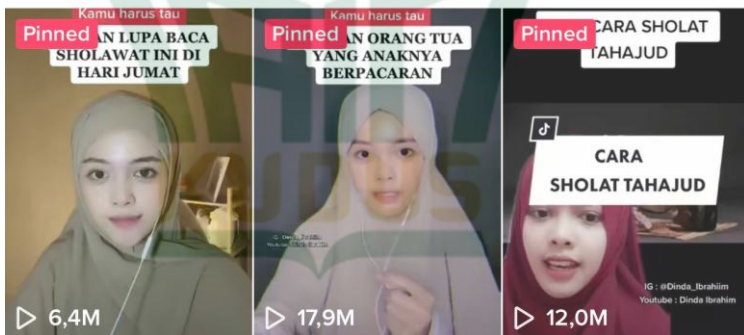 Kamu harus tau
Pinned
AN LUPA BACA
SHOLAWAT INI DI
HARI JUMAT
6,4M
Kamu harus tau
Pinned
AN ORANG TUA
YANG ANAKNYA
BERPACARAN
17,9M
Pinned
CARA SHOLAT
TAHAJUD
CARA
SHOLAT TAHAJUD
IG : @Dinda_Ibrahiim
Youtube : Dinda Ibrahim
12,0M
KUDUS